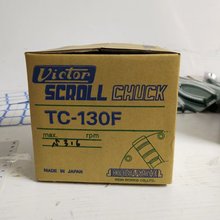 Victor
SCROLL CHUCK
TC-130F
max. rpm
MADE IN JAPAN